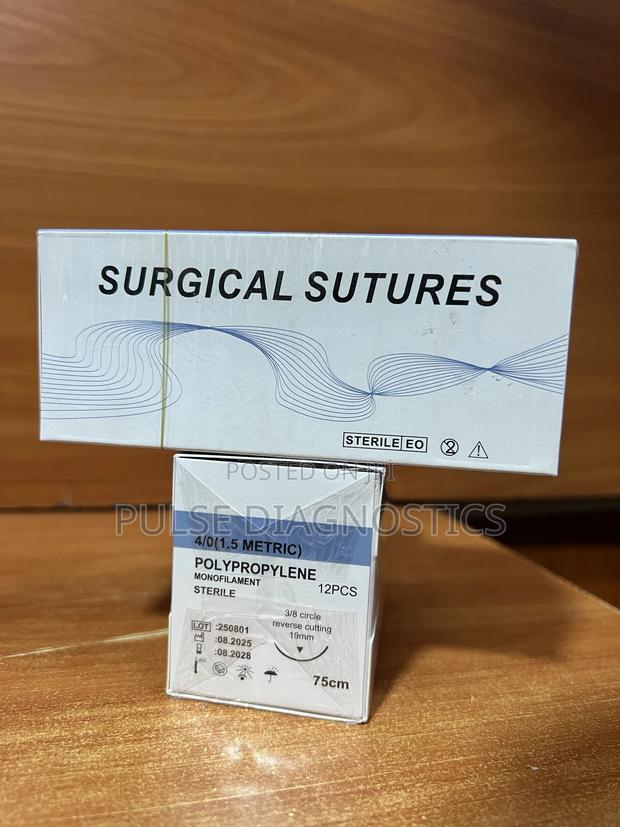 SURGICAL SUTURES
STERILE EO
POSTED ON Jiji
PULSE DIAGNOSTICS
4/0(1.5 METRIC)
POLYPROPYLENE
MONOFILAMENT
12PCS
STERILE
3/8 circle
reverse cutting
19mm
LOT :250801
:08.2025
:08.2028
75cm